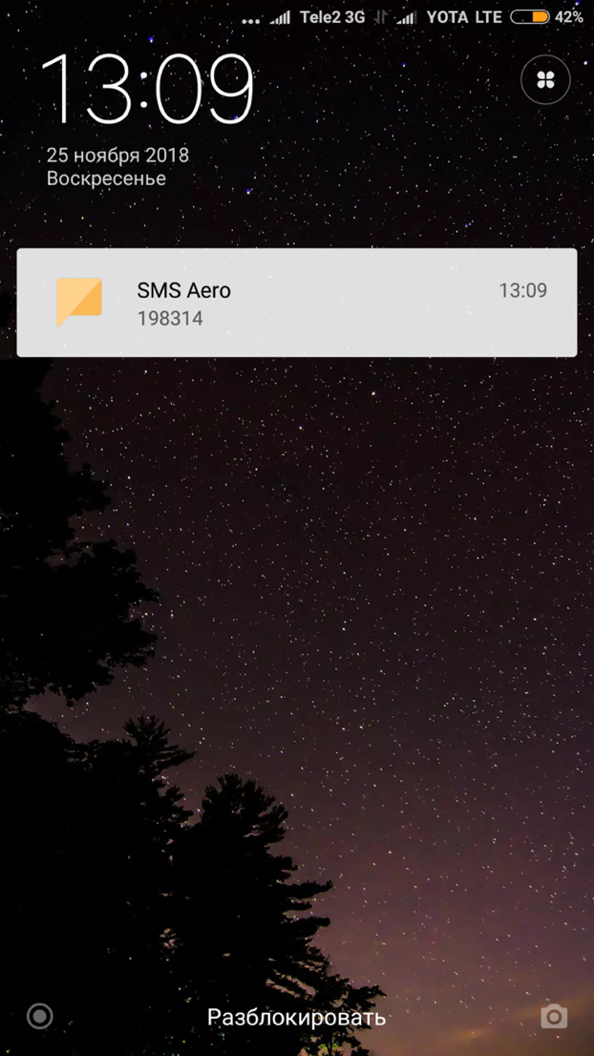 Tele2 3G YOTA LTE 42%
13:09
25 ноября 2018
Воскресенье
SMS Aero 13:09
198314
Разблокировать